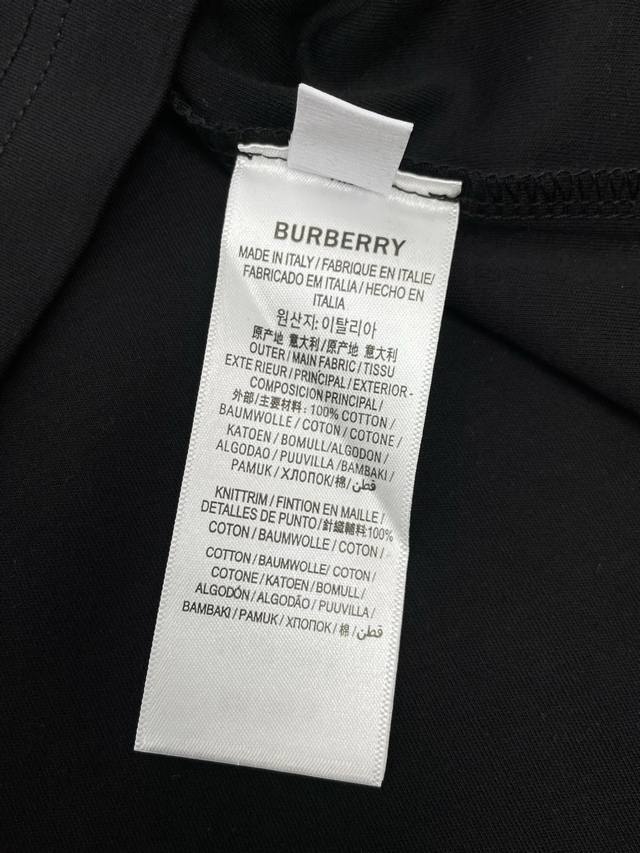 BURBERRY
MADE IN ITALY / FABRIQUE EN ITALIE/
FABRICADO EM ITALIA / HECHO EN
ITALIA
원산지: 이탈리아
原产地 意大利 / 原产地 意大利
OUTER / MAIN FABRIC / TISSU
EXTE RIEUR / PRINCIPAL / EXTERIOR -
COMPOSICION PRINCIPAL /
外部/主要材料: 100% COTTON /
BAUMWOLLE / COTON / COTONE /
KATOEN / BOMULL/ALGODON /
ALGODAO / PUUVILLA /BAMBAKI /
PAMUK / ХЛОПОК/棉/قطن
KNITTRIM / FINTION EN MAILLE /
DETALLES DE PUNTO/針織輔料100%
COTON / BAUMWOLLE / COTON /
COTTON / BAUMWOLLE/ COTON /
COTONE / KATOEN / BOMULL /
ALGODÓN / ALGODÃO / PUUVILLA /
BAMBAKI / PAMUK / ХЛОПОК / 棉 / قطن